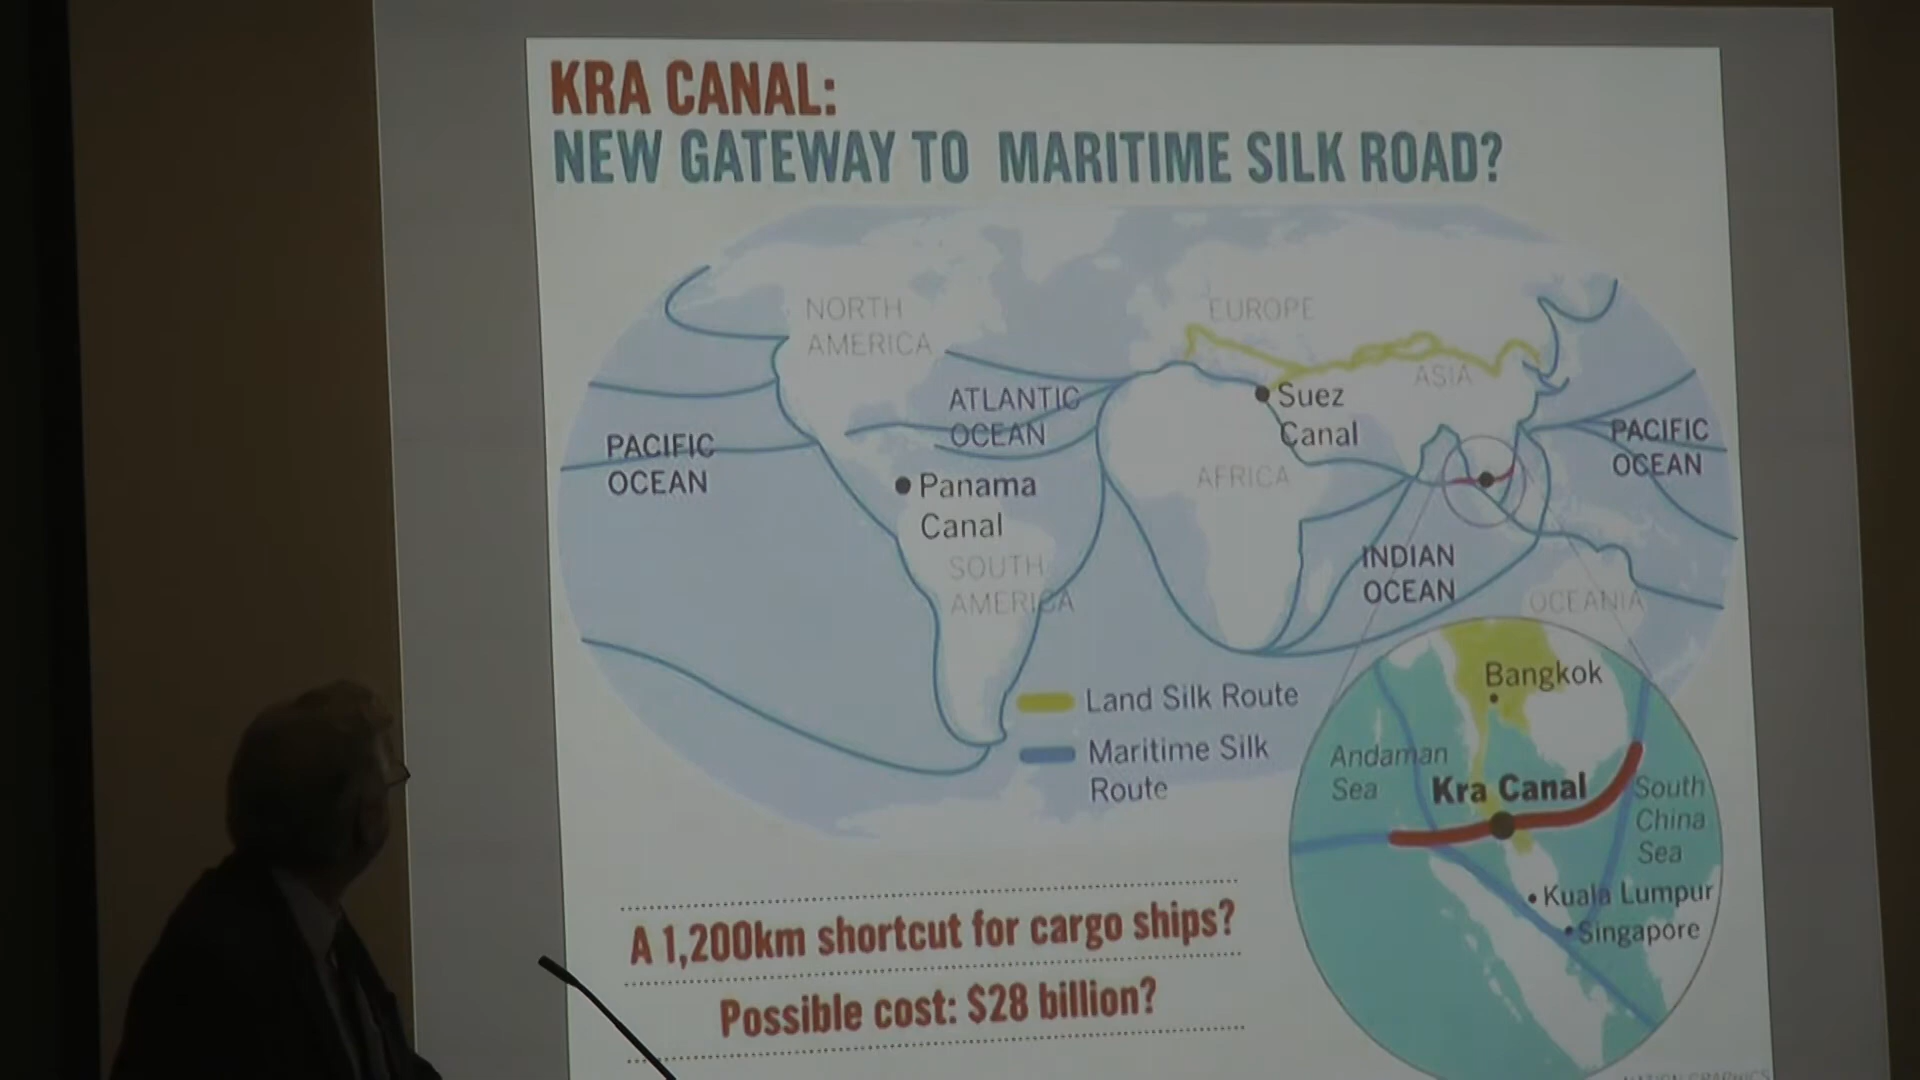 KRA CANAL:
NEW GATEWAY TO MARITIME SILK ROAD?
NORTH
AMERICA
EUROPE
ASIA
ATLANTIC
OCEAN
Suez
Canal
PACIFIC
OCEAN
PACIFIC
OCEAN
AFRICA
Panama
Canal
SOUTH
AMERICA
INDIAN
OCEAN
OCEANIA
Land Silk Route
Maritime Silk
Route
Bangkok
Andaman
Sea
Kra Canal
South
China
Sea
Kuala Lumpur
Singapore
A 1,200km shortcut for cargo ships?
Possible cost: $28 billion?
NATION GRAPHICS